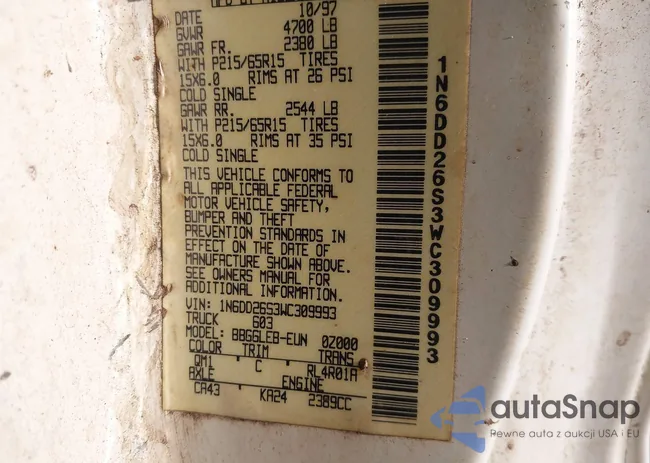 DATE 10/97
GVWR 4700 LB
GAWR FR. 2380 LB
WITH P215/65R15 TIRES
15X6.0 RIMS AT 26 PSI
COLD SINGLE
GAWR RR. 2544 LB
WITH P215/65R15 TIRES
15X6.0 RIMS AT 35 PSI
COLD SINGLE
THIS VEHICLE CONFORMS TO
ALL APPLICABLE FEDERAL
MOTOR VEHICLE SAFETY,
BUMPER AND THEFT
PREVENTION STANDARDS IN
EFFECT ON THE DATE OF
MANUFACTURE SHOWN ABOVE.
SEE OWNERS MANUAL FOR
ADDITIONAL INFORMATION.
VIN: 1N6DD26S3WC309993
TRUCK G03
MODEL: BBGGLEB-EUN 0Z000
COLOR TRIM TRANS
QM1 C RL4R01A
AXLE ENGINE
CA43 KA24 2389CC
1N6DD26S3WC309993
autaSnap
Pewne auta z aukcji USA i EU